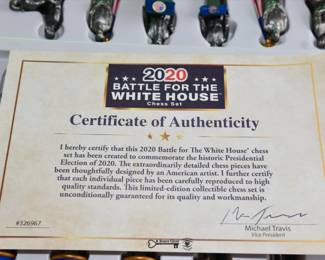 2020
BATTLE FOR THE
WHITE HOUSE™
Chess Set
Certificate of Authenticity
I hereby certify that this 2020 Battle for The White House™ chess
set has been created to commemorate the historic Presidential
Election of 2020. The extraordinarily detailed chess pieces have
been thoughtfully designed by an American artist. I further certify
that each individual piece has been carefully reproduced to high
quality standards. This limited-edition collectible chess set is
unconditionally guaranteed for its quality and workmanship.
#326967
Michael Travis
Vice President